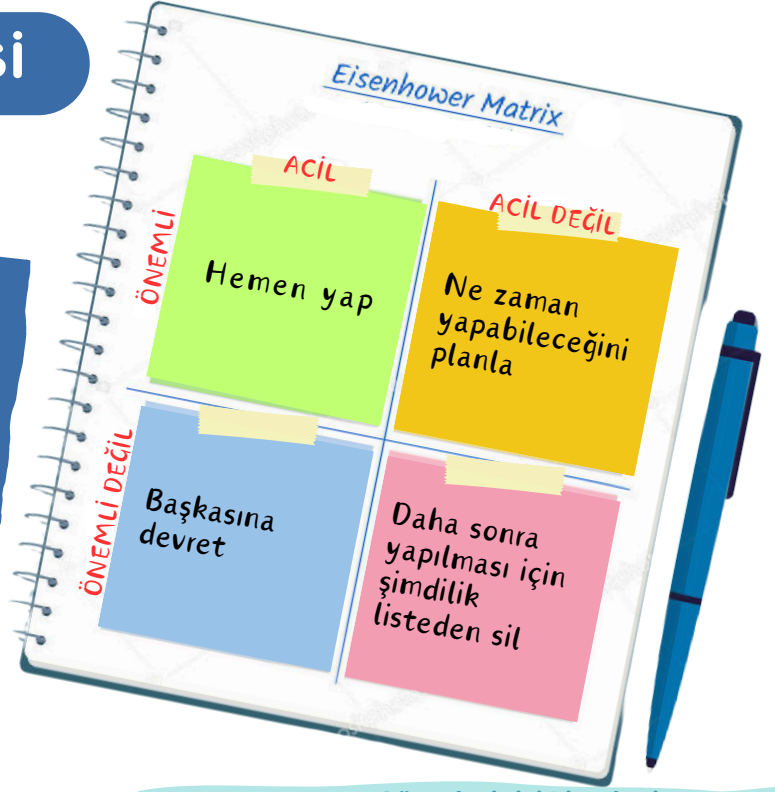 Sİ
Eisenhower Matrix
ACİL
ACİL DEĞİL
ÖNEMLİ
Hemen yap
Ne zaman
yapabileceğini
planla
ÖNEMLİ DEĞİL
Başkasına
devret
Daha sonra
yapılması için
şimdilik
listeden sil